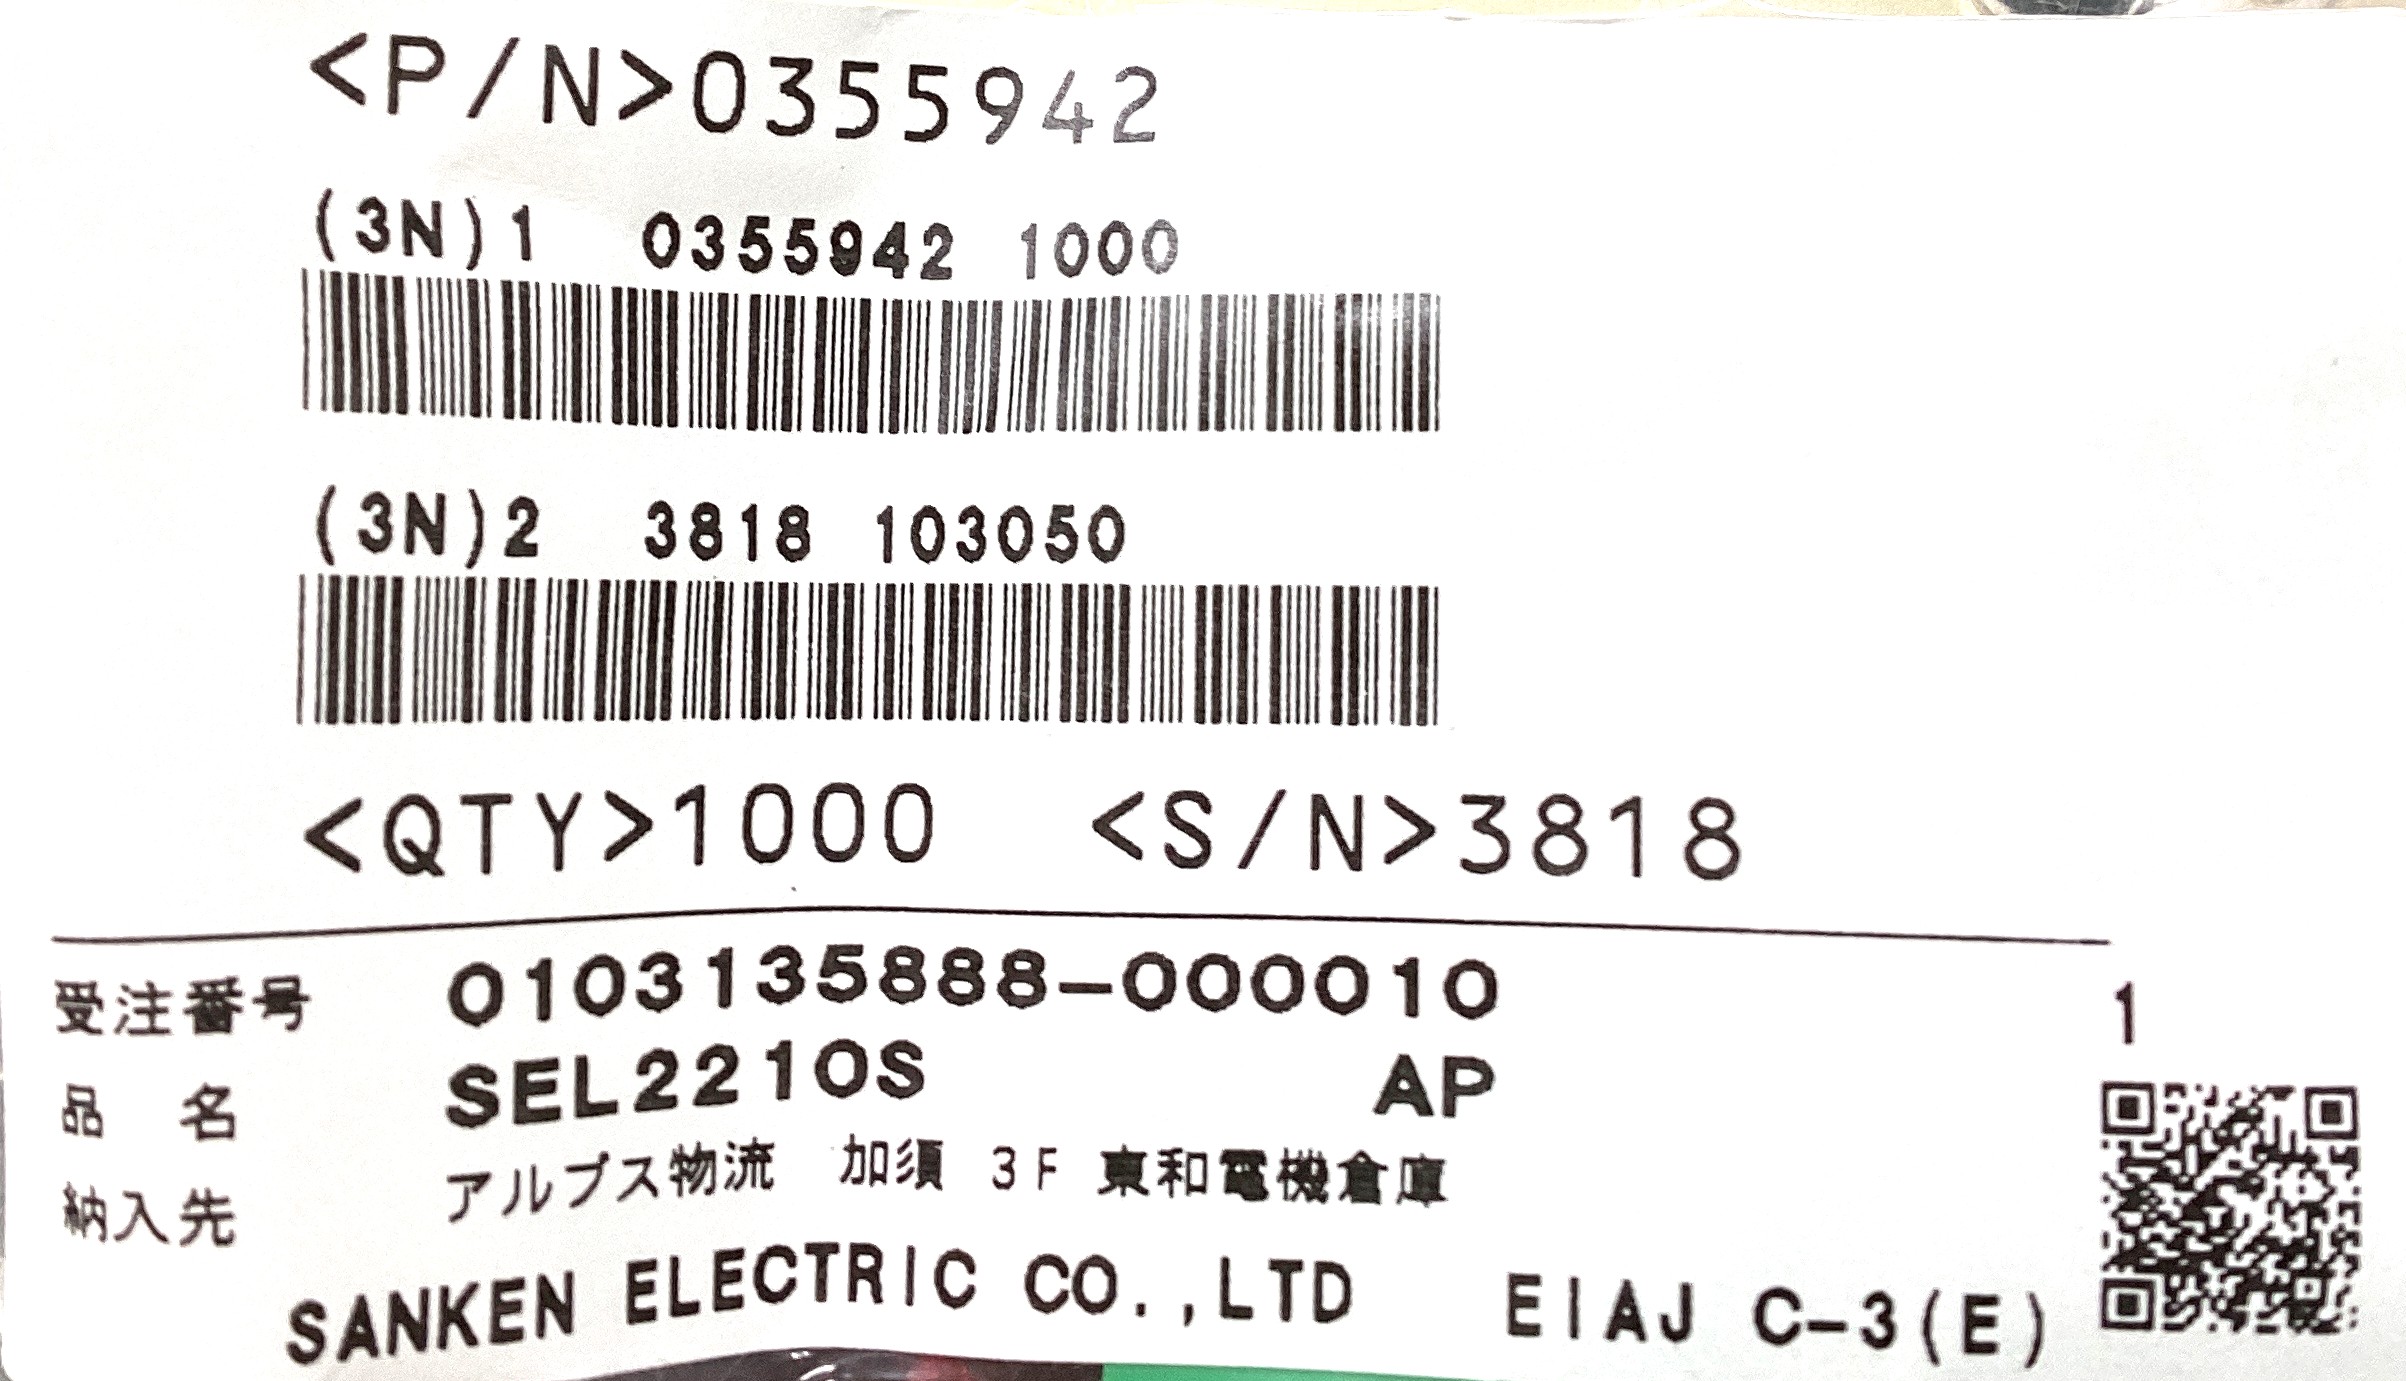 <P/N>0355942
(3N)1 0355942 1000
(3N)2 3818 103050
<QTY>1000 <S/N>3818
受注番号 0103135888-000010 1
品 名 SEL2210S AP
納入先 アルプス物流 加須 3F 東和電機倉庫
SANKEN ELECTRIC CO.,LTD EIAJ C-3(E)